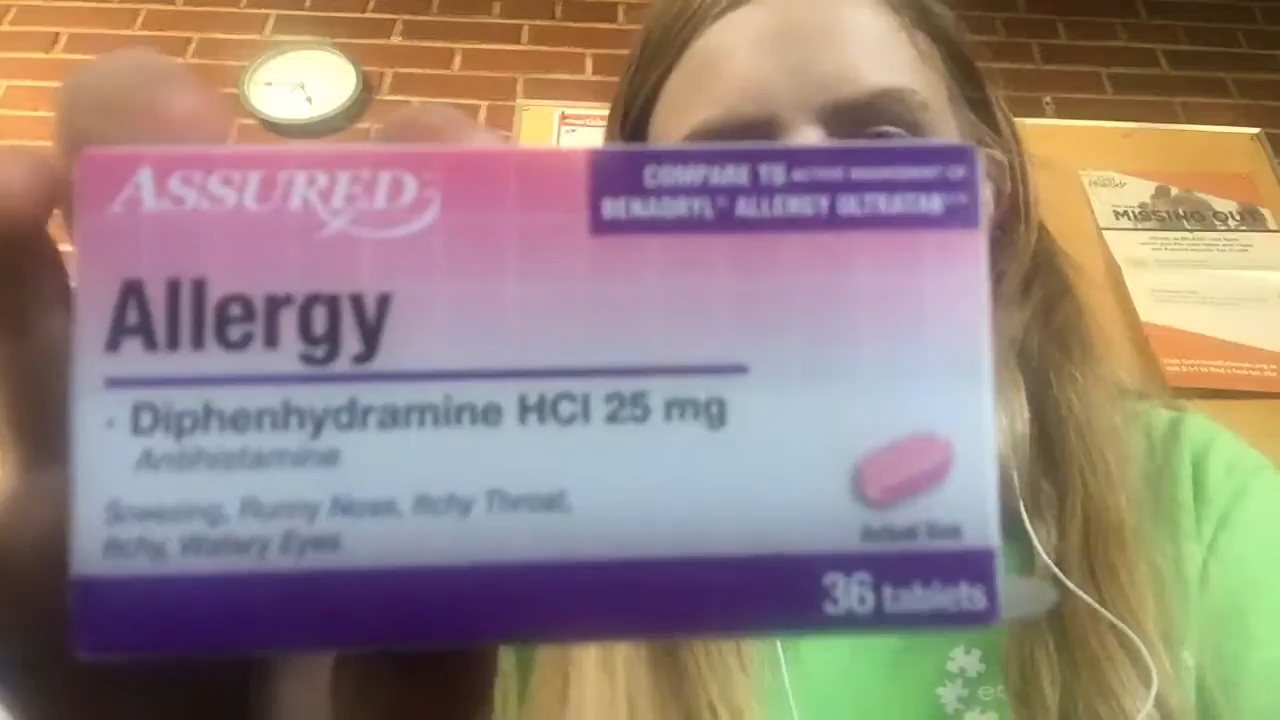 ASSURED
COMPARE TO ACTIVE INGREDIENT OF
BENADRYL® ALLERGY ULTRATAB
Allergy
· Diphenhydramine HCl 25 mg
Antihistamine
Sneezing, Runny Nose, Itchy Throat,
Itchy, Watery Eyes
Actual Size
36 tablets
MISSING OUT